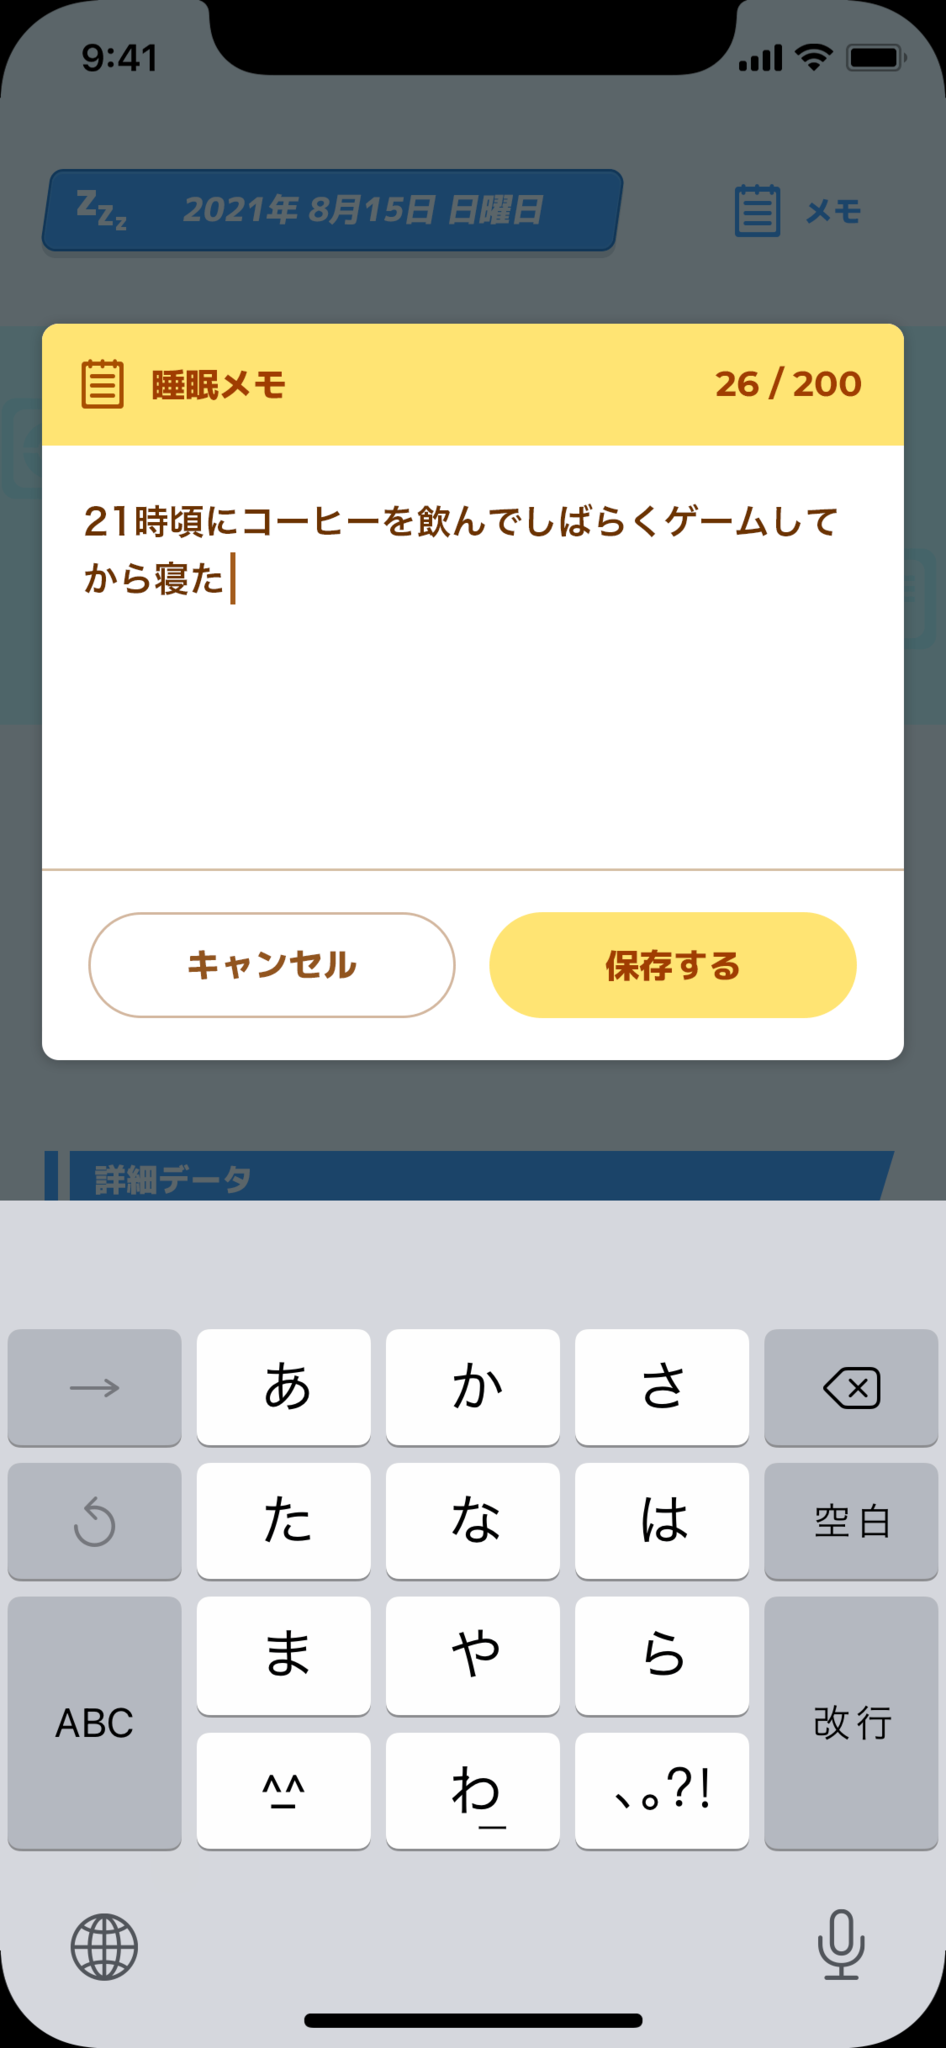 9:41
zzz 2021年 8月15日 日曜日 メモ
睡眠メモ 26 / 200
21時頃にコーヒーを飲んでしばらくゲームして
から寝た
キャンセル 保存する
詳細データ
→ あ か さ
た な は 空白
ま や ら
ABC 改行
^_^ わ_ 、。?!